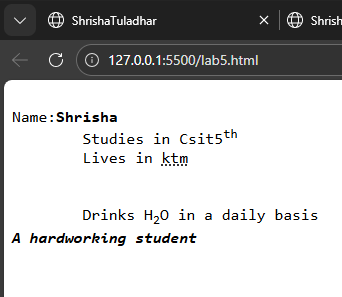 ShrishaTuladhar
Shrish
127.0.0.1:5500/lab5.html
Name:Shrisha
Studies in Csit5th
Lives in ktm
Drinks H2O in a daily basis
A hardworking student